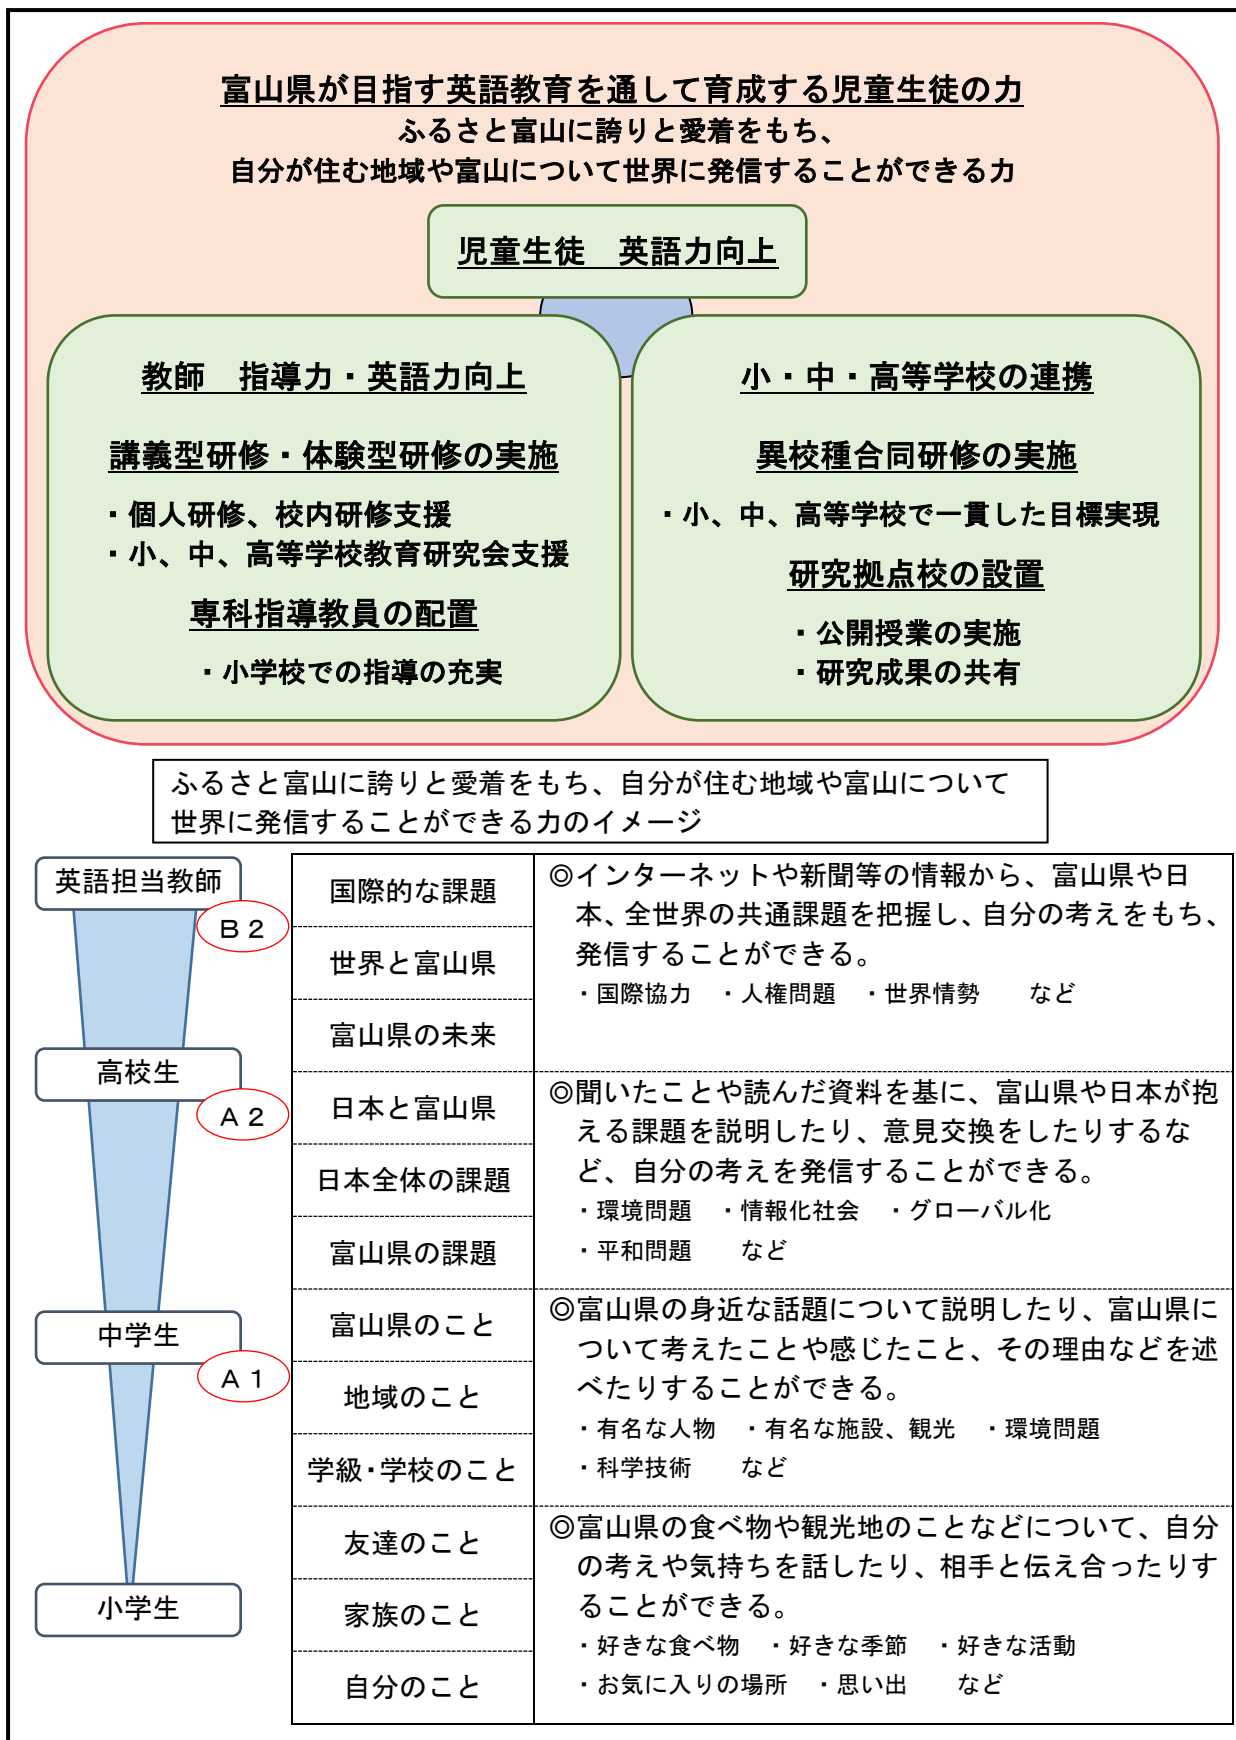 富山県が目指す英語教育を通して育成する児童生徒の力
ふるさと富山に誇りと愛着をもち、
自分が住む地域や富山について世界に発信することができる力
児童生徒　英語力向上
教師　指導力・英語力向上
講義型研修・体験型研修の実施
・個人研修、校内研修支援
・小、中、高等学校教育研究会支援
専科指導教員の配置
・小学校での指導の充実
小・中・高等学校の連携
異校種合同研修の実施
・小、中、高等学校で一貫した目標実現
研究拠点校の設置
・公開授業の実施
・研究成果の共有
ふるさと富山に誇りと愛着をもち、自分が住む地域や富山について
世界に発信することができる力のイメージ
英語担当教師
Ｂ２
高校生
Ａ２
中学生
Ａ１
小学生
国際的な課題
世界と富山県
富山県の未来
◎インターネットや新聞等の情報から、富山県や日
本、全世界の共通課題を把握し、自分の考えをもち、
発信することができる。
・国際協力　・人権問題　・世界情勢　　など
日本と富山県
日本全体の課題
富山県の課題
◎聞いたことや読んだ資料を基に、富山県や日本が抱
える課題を説明したり、意見交換をしたりするな
ど、自分の考えを発信することができる。
・環境問題　・情報化社会　・グローバル化
・平和問題　　など
富山県のこと
地域のこと
学級・学校のこと
◎富山県の身近な話題について説明したり、富山県に
ついて考えたことや感じたこと、その理由などを述
べたりすることができる。
・有名な人物　・有名な施設、観光　・環境問題
・科学技術　　など
友達のこと
家族のこと
自分のこと
◎富山県の食べ物や観光地のことなどについて、自分
の考えや気持ちを話したり、相手と伝え合ったりす
ることができる。
・好きな食べ物　・好きな季節　・好きな活動
・お気に入りの場所　・思い出　　など